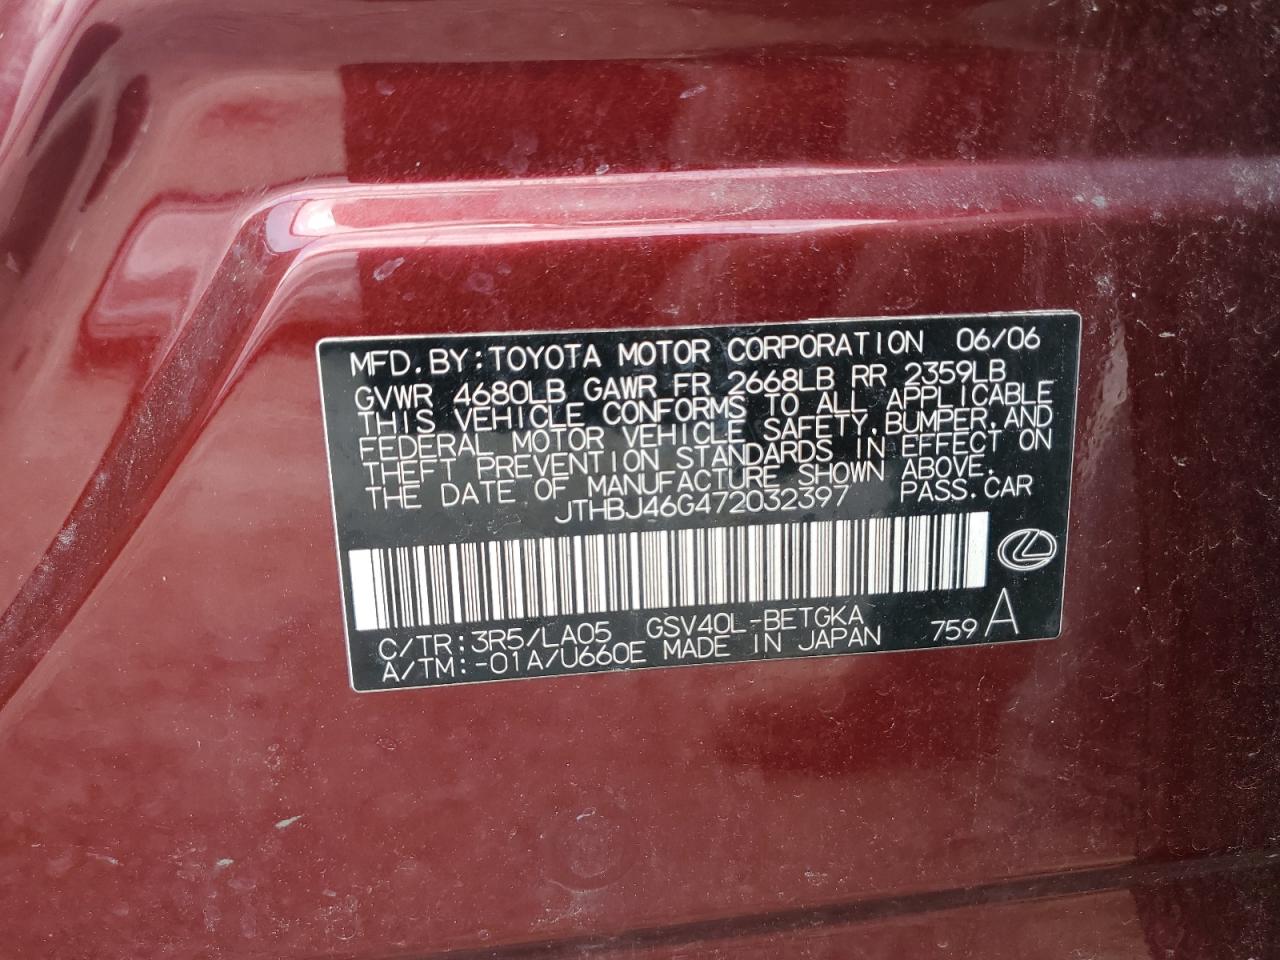 MFD. BY: TOYOTA MOTOR CORPORATION 06/06
GVWR 4680LB GAWR FR 2668LB RR 2359LB
THIS VEHICLE CONFORMS TO ALL APPLICABLE
FEDERAL MOTOR VEHICLE SAFETY, BUMPER, AND
THEFT PREVENTION STANDARDS IN EFFECT ON
THE DATE OF MANUFACTURE SHOWN ABOVE.
JTHBJ46G472032397 PASS. CAR
C/TR: 3R5/LA05 GSV40L-BETGKA 759 A
A/TM: -01A/U660E MADE IN JAPAN